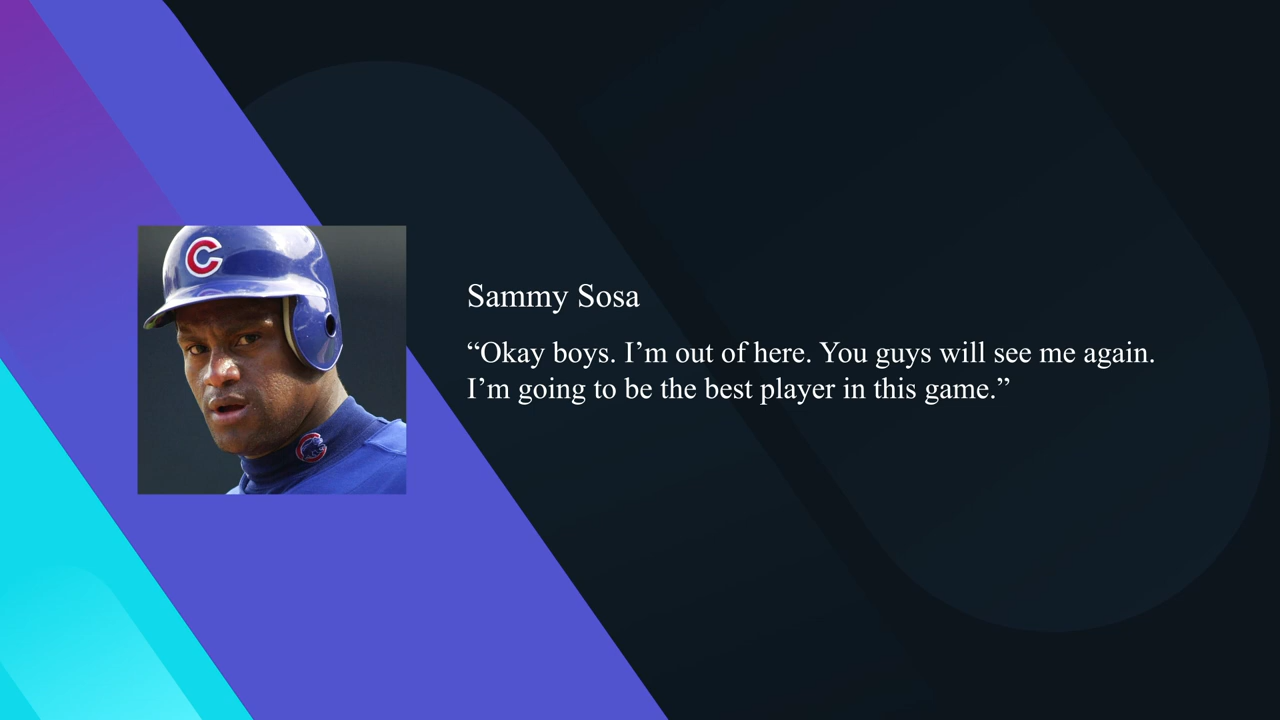 C
Sammy Sosa
“Okay boys. I’m out of here. You guys will see me again.
I’m going to be the best player in this game.”